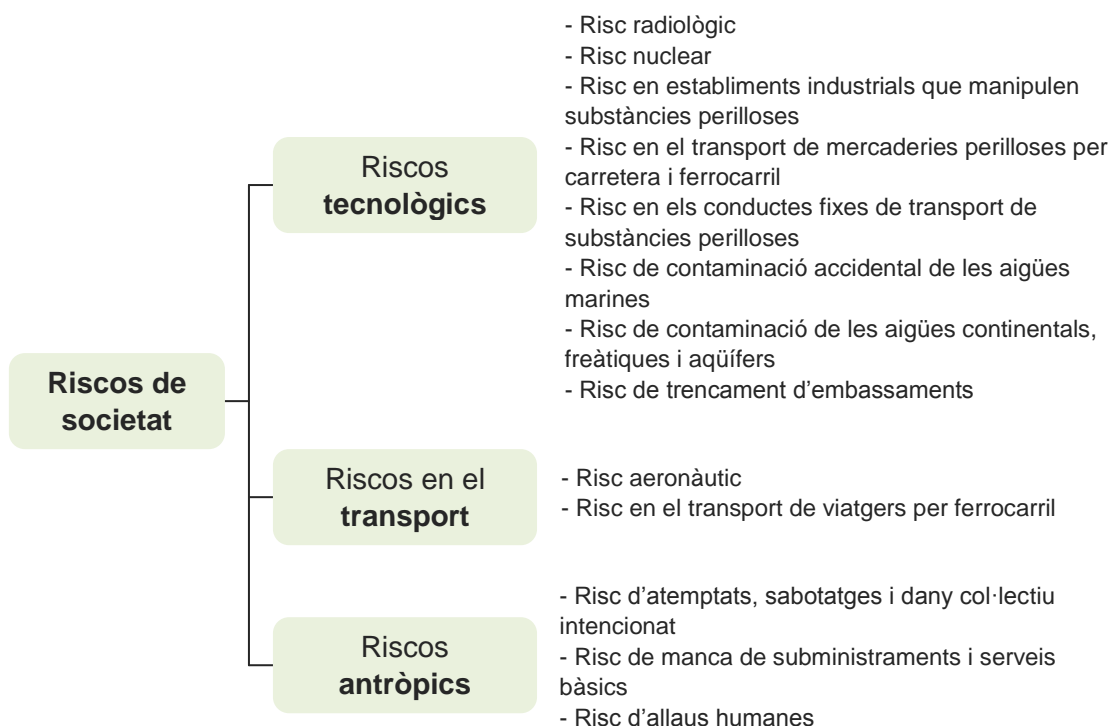 Riscos de
societat
Riscos
tecnològics
- Risc radiològic
- Risc nuclear
- Risc en establiments industrials que manipulen
substàncies perilloses
- Risc en el transport de mercaderies perilloses per
carretera i ferrocarril
- Risc en els conductes fixes de transport de
substàncies perilloses
- Risc de contaminació accidental de les aigües
marines
- Risc de contaminació de les aigües continentals,
freàtiques i aqüífers
- Risc de trencament d’embassaments
Riscos en el
transport
- Risc aeronàutic
- Risc en el transport de viatgers per ferrocarril
Riscos
antròpics
- Risc d’atemptats, sabotatges i dany col·lectiu
intencionat
- Risc de manca de subministraments i serveis
bàsics
- Risc d’allaus humanes